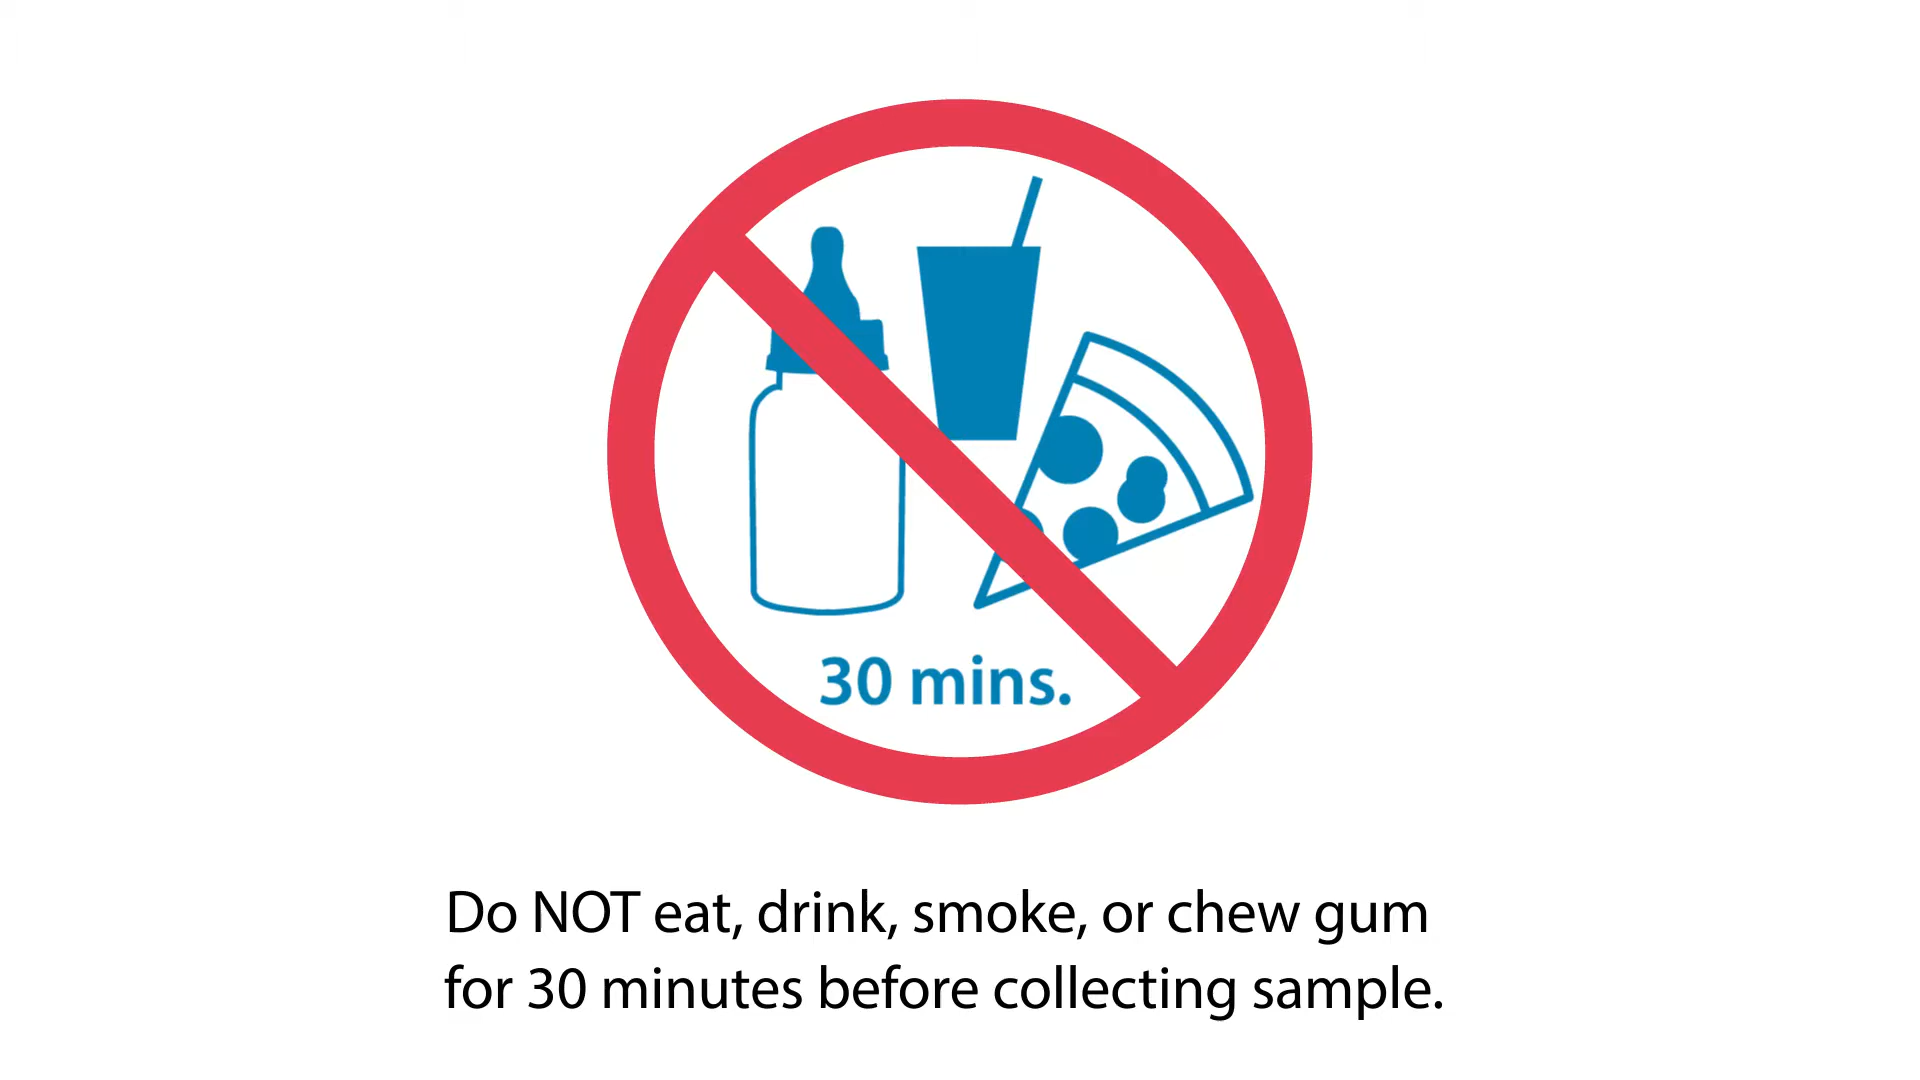 30 mins.
Do NOT eat, drink, smoke, or chew gum
for 30 minutes before collecting sample.